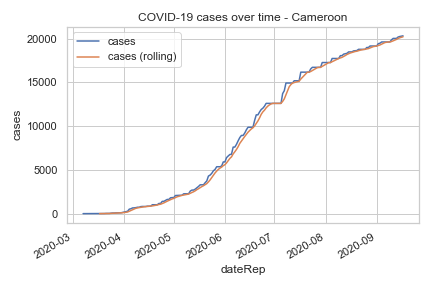 COVID-19 cases over time - Cameroon
cases
cases (rolling)
20000
15000
10000
5000
0
cases
2020-03
2020-04
2020-05
2020-06
2020-07
2020-08
2020-09
dateRep